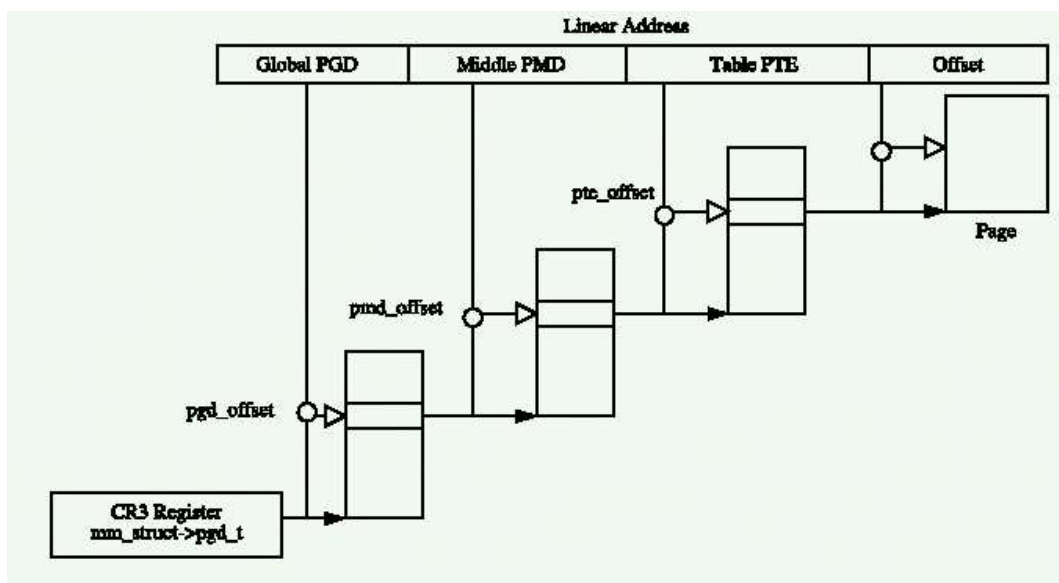 Linear Address
Global PGD
Middle PMD
Table PTE
Offset
pte_offset
Page
pmd_offset
pgd_offset
CR3 Register
mm_struct->pgd_t